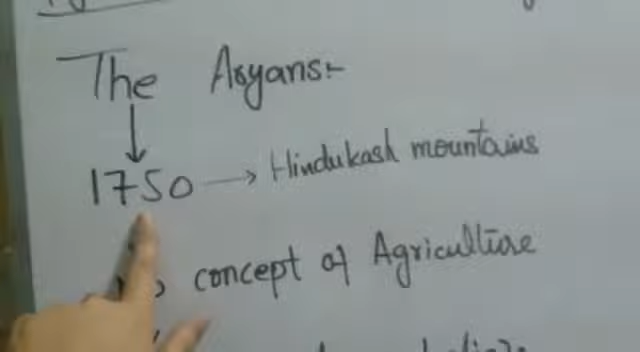 The Aryans:-
↓
1750 → Hindukash mountains
concept of Agriculture